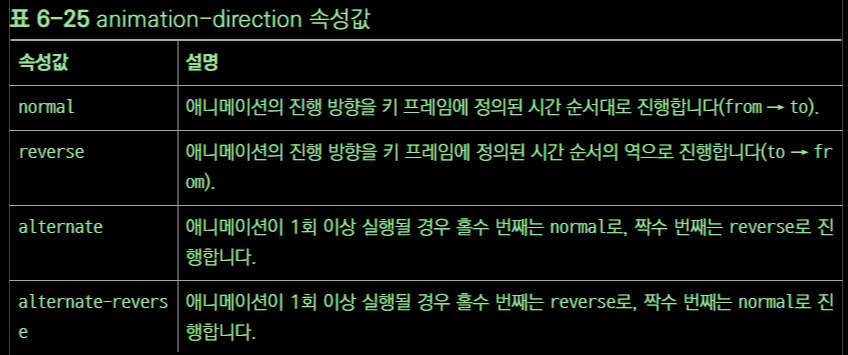 표 6-25 animation-direction 속성값
속성값 설명
normal 애니메이션의 진행 방향을 키 프레임에 정의된 시간 순서대로 진행합니다(from → to).
reverse 애니메이션의 진행 방향을 키 프레임에 정의된 시간 순서의 역으로 진행합니다(to → fr
om).
alternate 애니메이션이 1회 이상 실행될 경우 홀수 번째는 normal로, 짝수 번째는 reverse로 진
행합니다.
alternate-revers 애니메이션이 1회 이상 실행될 경우 홀수 번째는 reverse로, 짝수 번째는 normal로 진
e 행합니다.